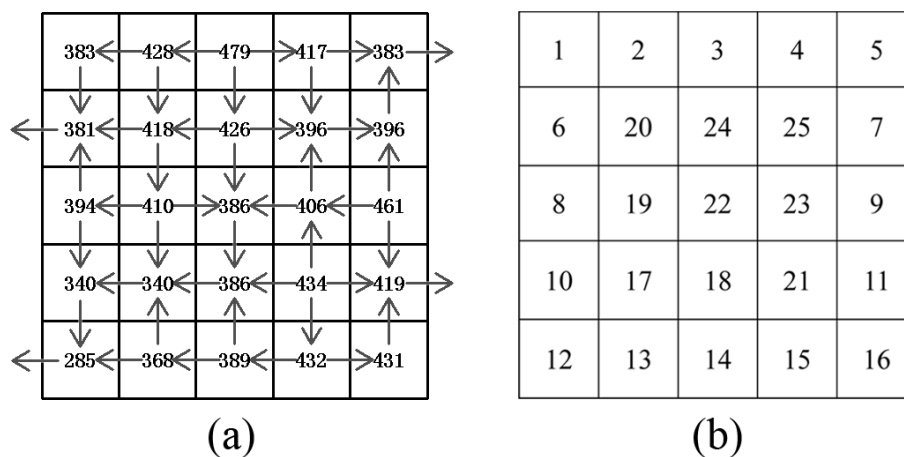 383 428 479 417 383
381 418 426 396 396
394 410 386 406 461
340 340 386 434 419
285 368 389 432 431
(a)
1 2 3 4 5
6 20 24 25 7
8 19 22 23 9
10 17 18 21 11
12 13 14 15 16
(b)